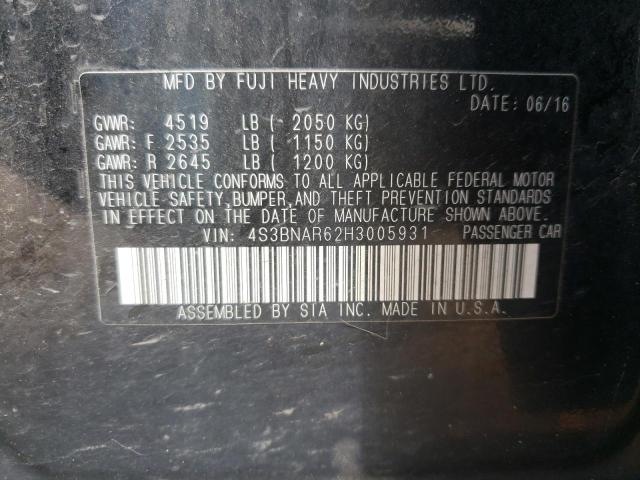 MFD BY FUJI HEAVY INDUSTRIES LTD.
DATE: 06/16
GVWR: 4519 LB ( 2050 KG)
GAWR: F 2535 LB ( 1150 KG)
GAWR: R 2645 LB ( 1200 KG)
THIS VEHICLE CONFORMS TO ALL APPLICABLE FEDERAL MOTOR
VEHICLE SAFETY, BUMPER, AND THEFT PREVENTION STANDARDS
IN EFFECT ON THE DATE OF MANUFACTURE SHOWN ABOVE.
VIN: 4S3BNAR62H3005931 PASSENGER CAR
ASSEMBLED BY SIA INC. MADE IN U.S.A.